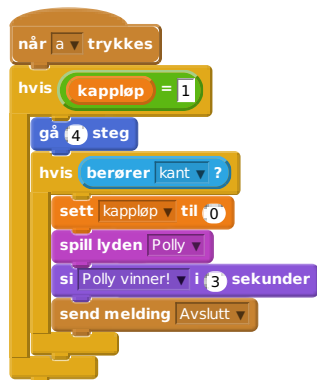 når a trykkes
hvis kappløp = 1
gå 4 steg
hvis berører kant ?
sett kappløp til 0
spill lyden Polly
si Polly vinner! i 3 sekunder
send melding Avslutt